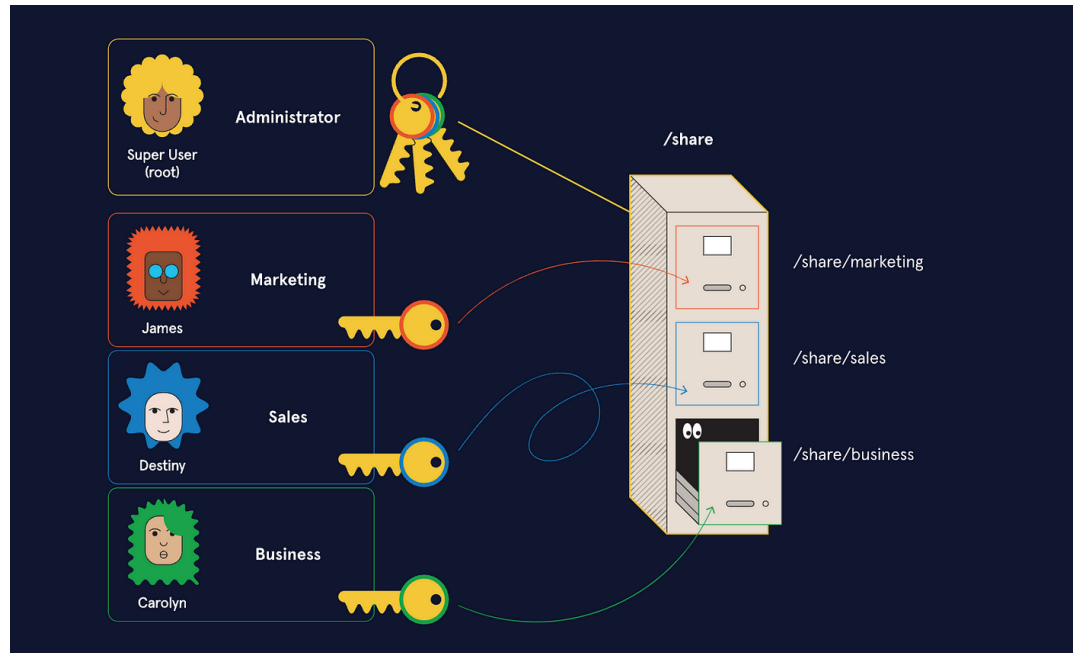 Administrator
Super User
(root)
/share
Marketing
James
/share/marketing
Sales
Destiny
/share/sales
Business
Carolyn
/share/business